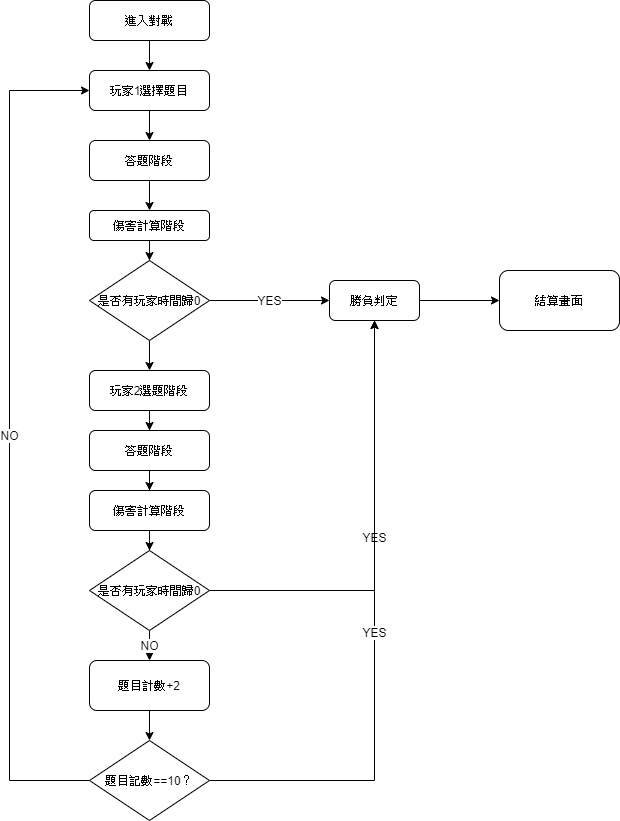 進入對戰
玩家1選擇題目
答題階段
傷害計算階段
是否有玩家時間歸0
YES
勝負判定
結算畫面
玩家2選題階段
NO
答題階段
傷害計算階段
YES
是否有玩家時間歸0
YES
NO
題目計數+2
題目記數==10？